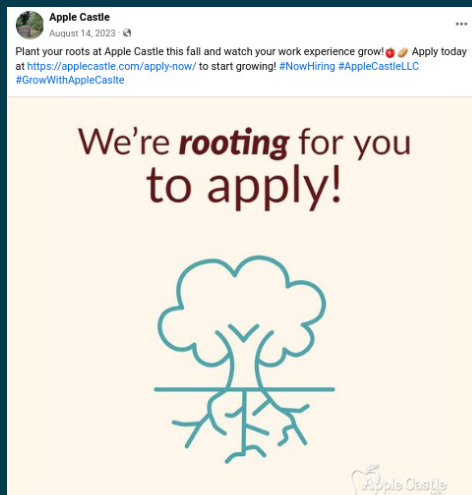 Apple Castle
August 14, 2023 ·
Plant your roots at Apple Castle this fall and watch your work experience grow!🍎🥔 Apply today
at https://applecastle.com/apply-now/ to start growing! #NowHiring #AppleCastleLLC
#GrowWithAppleCaslte
We're rooting for you
to apply!
Apple Castle